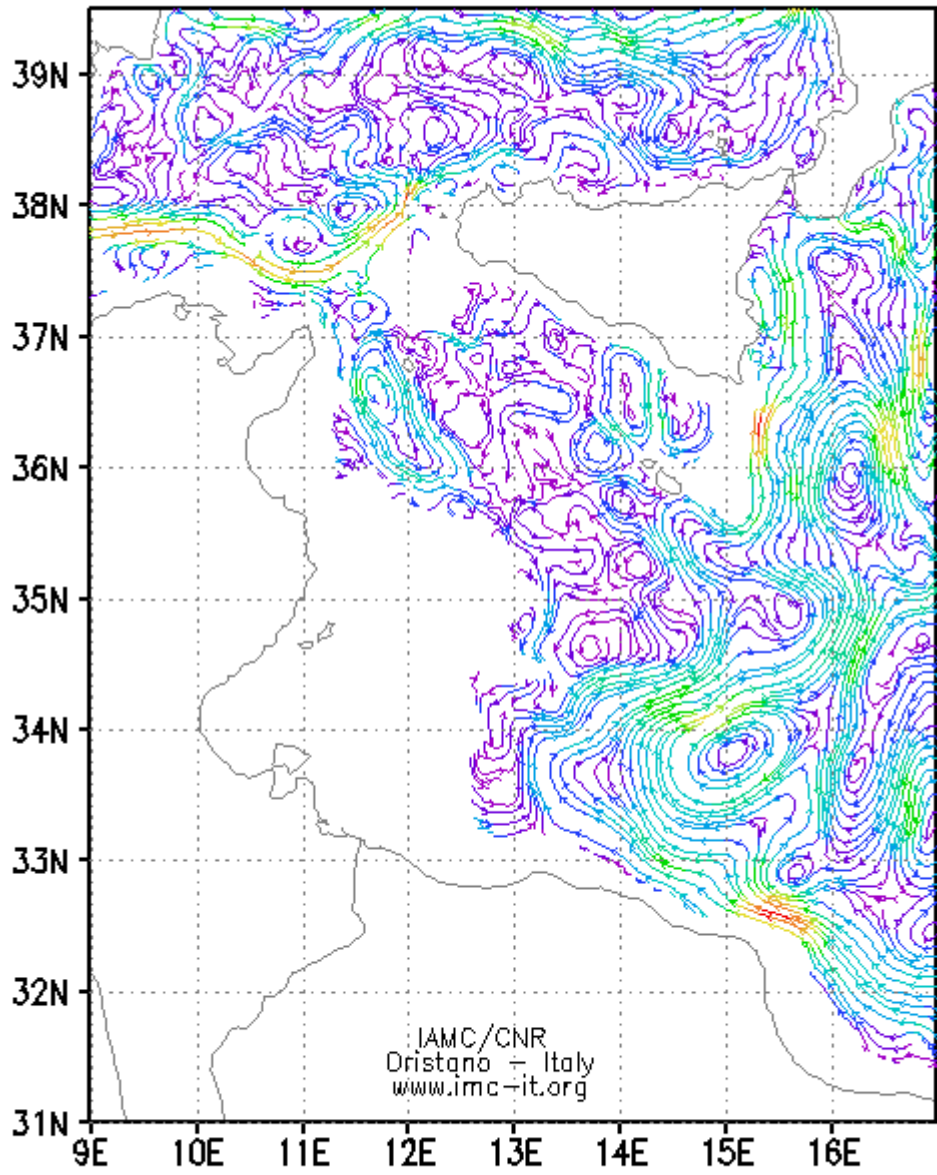 39N
38N
37N
36N
35N
34N
33N
32N
31N
IAMC/CNR
Oristano – Italy
www.imc-it.org
9E 10E 11E 12E 13E 14E 15E 16E